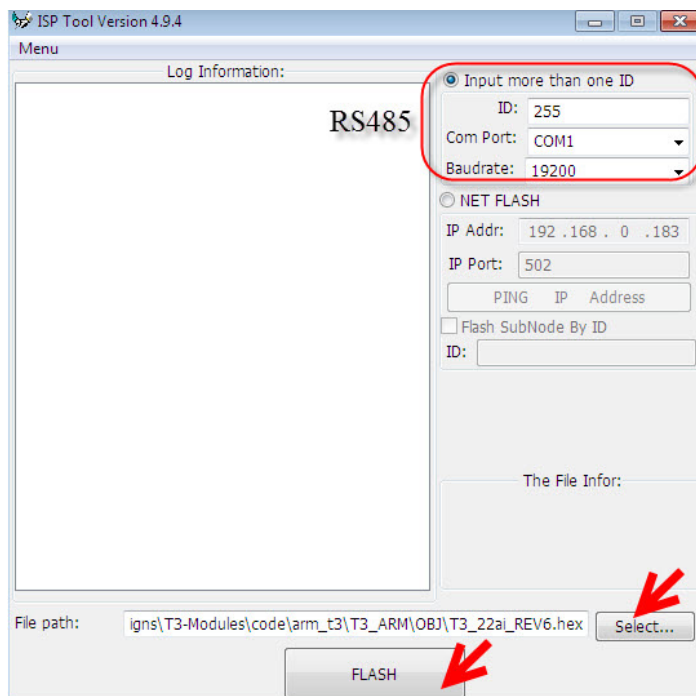 ISP Tool Version 4.9.4
Menu
Log Information:
RS485
Input more than one ID
ID: 255
Com Port: COM1
Baudrate: 19200
NET FLASH
IP Addr: 192 .168 . 0 .183
IP Port: 502
PING IP Address
Flash SubNode By ID
ID:
The File Infor:
File path: igns\T3-Modules\code\arm_t3\T3_ARM\OBJ\T3_22ai_REV6.hex Select...
FLASH